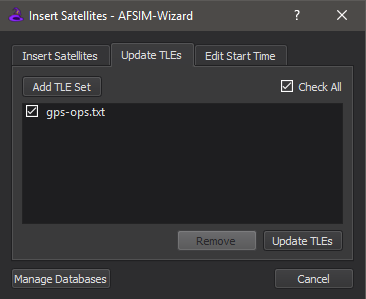 Insert Satellites - AFSIM-Wizard ? ×
Insert Satellites Update TLEs Edit Start Time
Add TLE Set Check All
gps-ops.txt
Remove Update TLEs
Manage Databases Cancel